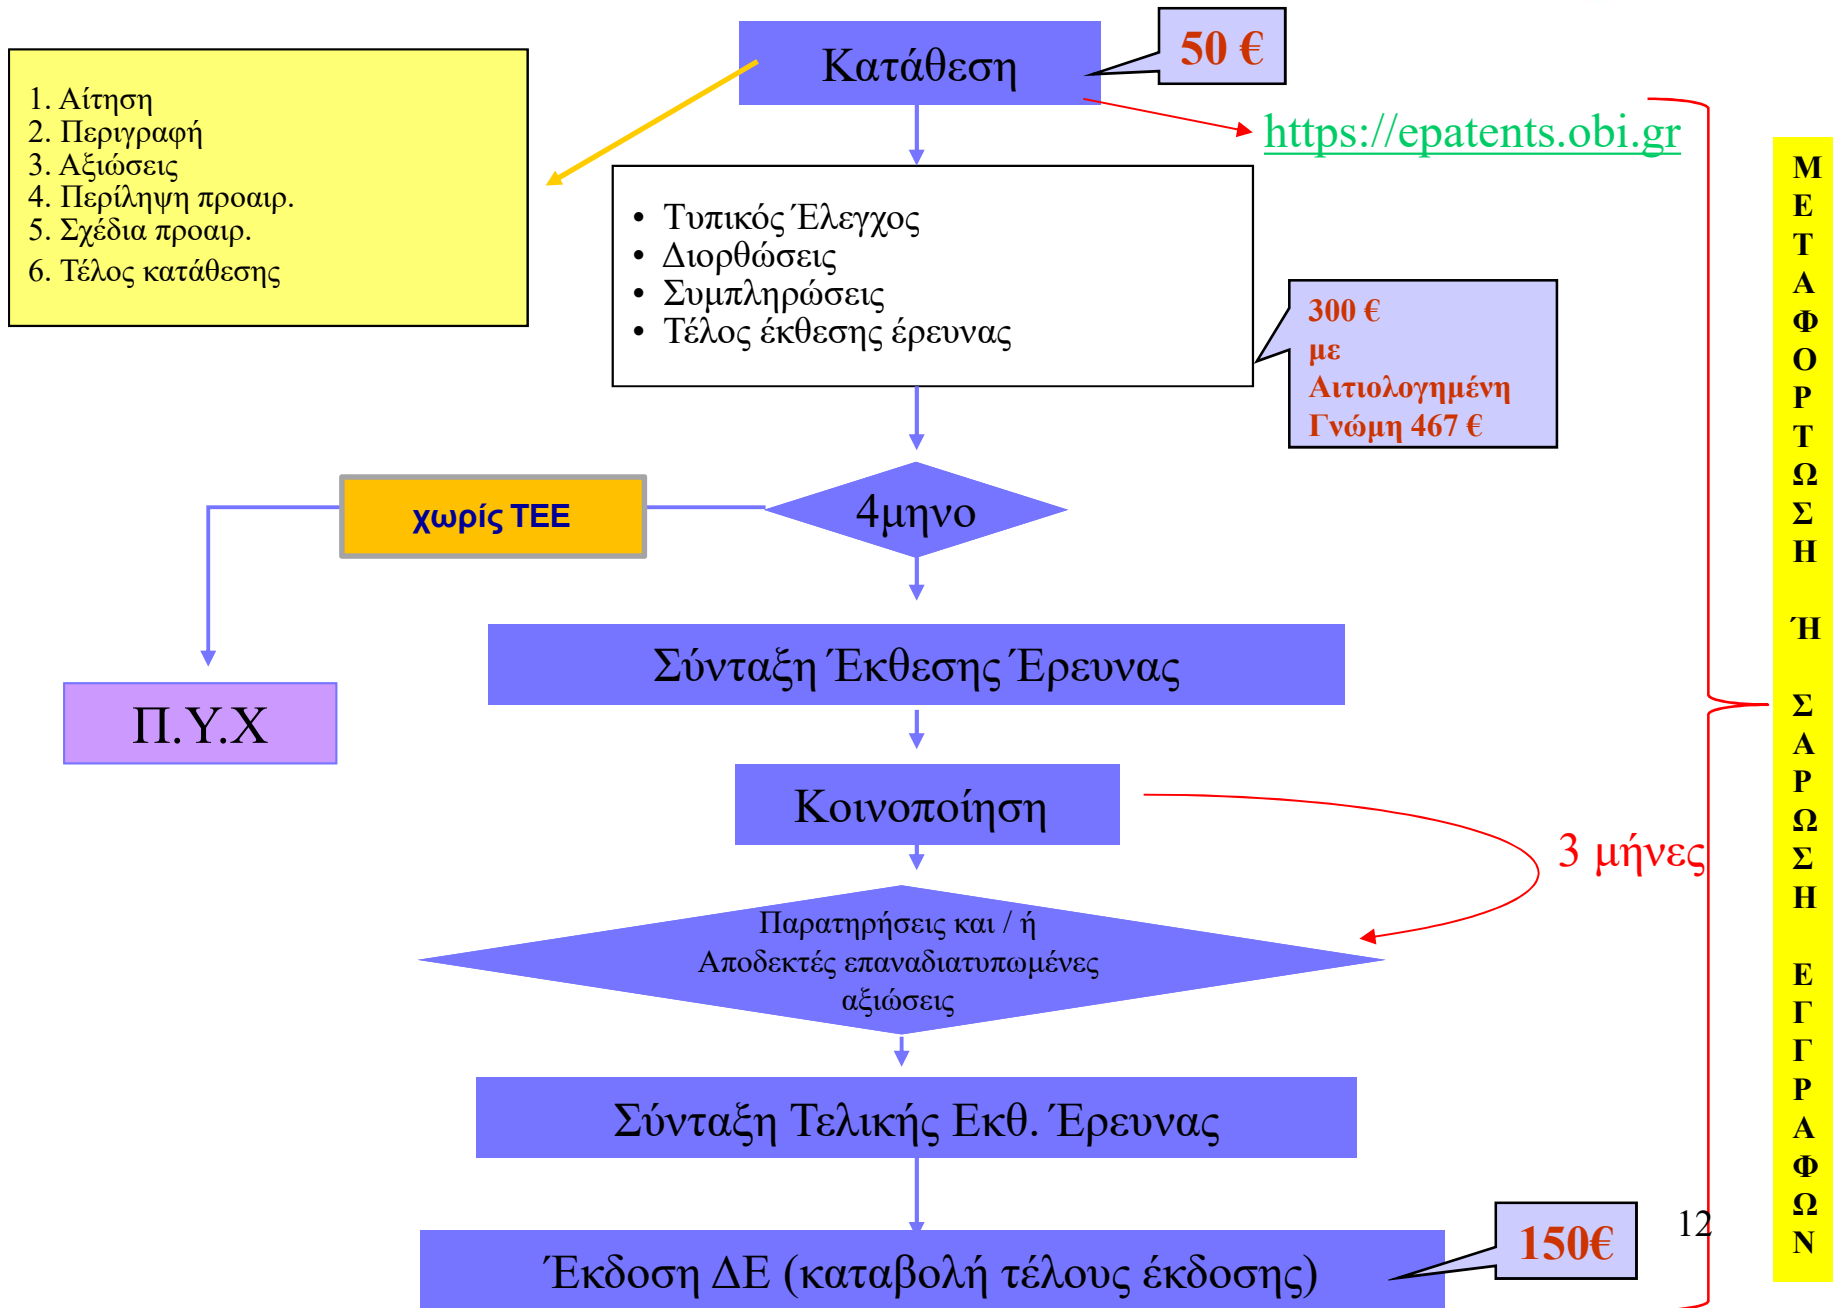 Κατάθεση
50 €
1. Αίτηση
2. Περιγραφή
3. Αξιώσεις
4. Περίληψη προαιρ.
5. Σχέδια προαιρ.
6. Τέλος κατάθεσης
https://epatents.obi.gr
• Τυπικός Έλεγχος
• Διορθώσεις
• Συμπληρώσεις
• Τέλος έκθεσης έρευνας
300 €
με
Αιτιολογημένη
Γνώμη 467 €
4μηνο
χωρίς ΤΕΕ
Σύνταξη Έκθεσης Έρευνας
Π.Υ.Χ
Κοινοποίηση
3 μήνες
Παρατηρήσεις και / ή
Αποδεκτές επαναδιατυπωμένες
αξιώσεις
Σύνταξη Τελικής Εκθ. Έρευνας
Έκδοση ΔΕ (καταβολή τέλους έκδοσης)
150€
12
ΜΕΤΑΦΟΡΤΩΣΗ Ή ΣΑΡΩΣΗ ΕΓΓΡΑΦΩΝ